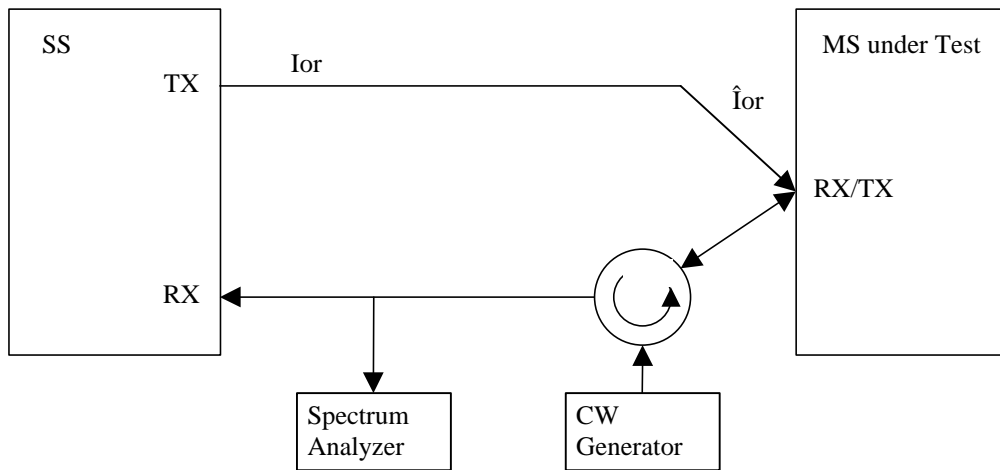 SS
MS under Test
TX
Ior
Îor
RX/TX
RX
Spectrum
Analyzer
CW
Generator